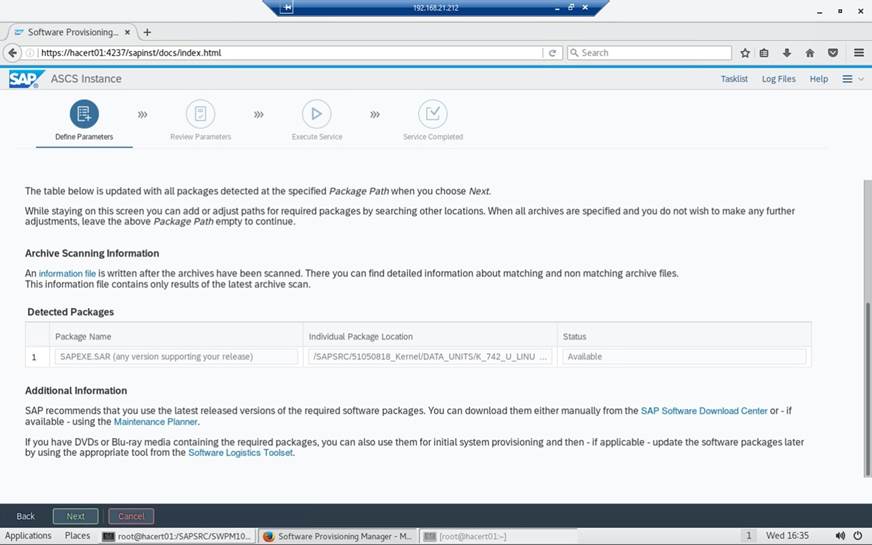 192.168.21.212
Software Provisioning... × +
https://hacert01:4237/sapinst/docs/index.html
Search
SAP ASCS Instance
Tasklist Log Files Help
Define Parameters Review Parameters Execute Service Service Completed
The table below is updated with all packages detected at the specified Package Path when you choose Next.
While staying on this screen you can add or adjust paths for required packages by searching other locations. When all archives are specified and you do not wish to make any further
adjustments, leave the above Package Path empty to continue.
Archive Scanning Information
An information file is written after the archives have been scanned. There you can find detailed information about matching and non matching archive files.
This information file contains only results of the latest archive scan.
Detected Packages
Package Name Individual Package Location Status
1 SAPEXE.SAR (any version supporting your release) /SAPSRC/51050818_Kernel/DATA_UNITS/K_742_U_LINU ... Available
Additional Information
SAP recommends that you use the latest released versions of the required software packages. You can download them either manually from the SAP Software Download Center or - if
available - using the Maintenance Planner.
If you have DVDs or Blu-ray media containing the required packages, you can also use them for initial system provisioning and then - if applicable - update the software packages later
by using the appropriate tool from the Software Logistics Toolset.
Back Next Cancel
Applications Places root@hacert01:/SAPSRC/SWPM10... Software Provisioning Manager - M... [root@hacert01:~] 1 Wed 16:35